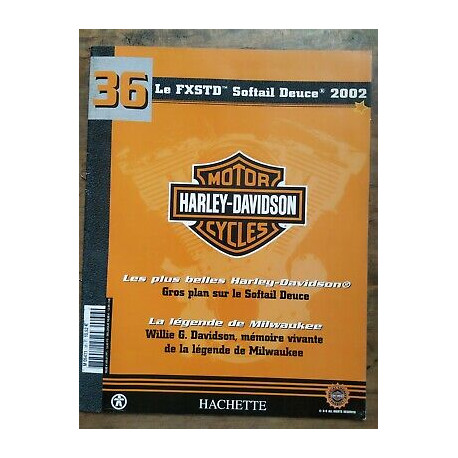 36 Le FXSTD™ Softail Deuce® 2002
MOTOR
HARLEY-DAVIDSON
CYCLES
Les plus belles Harley-Davidson®
Gros plan sur le Softail Deuce
La légende de Milwaukee
Willie G. Davidson, mémoire vivante
de la légende de Milwaukee
HACHETTE